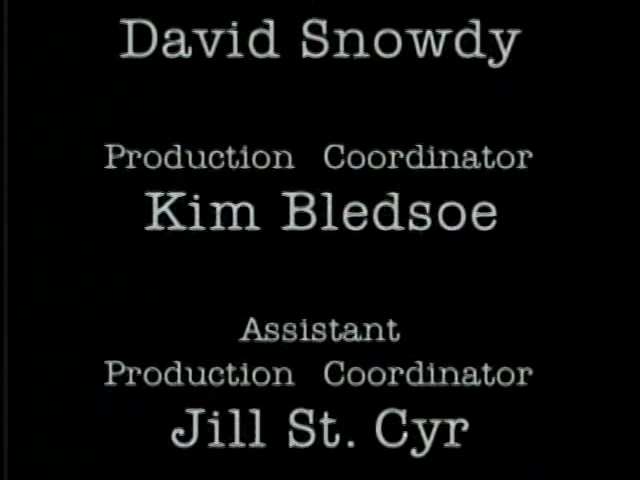 David Snowdy
Production Coordinator
Kim Bledsoe
Assistant
Production Coordinator
Jill St. Cyr